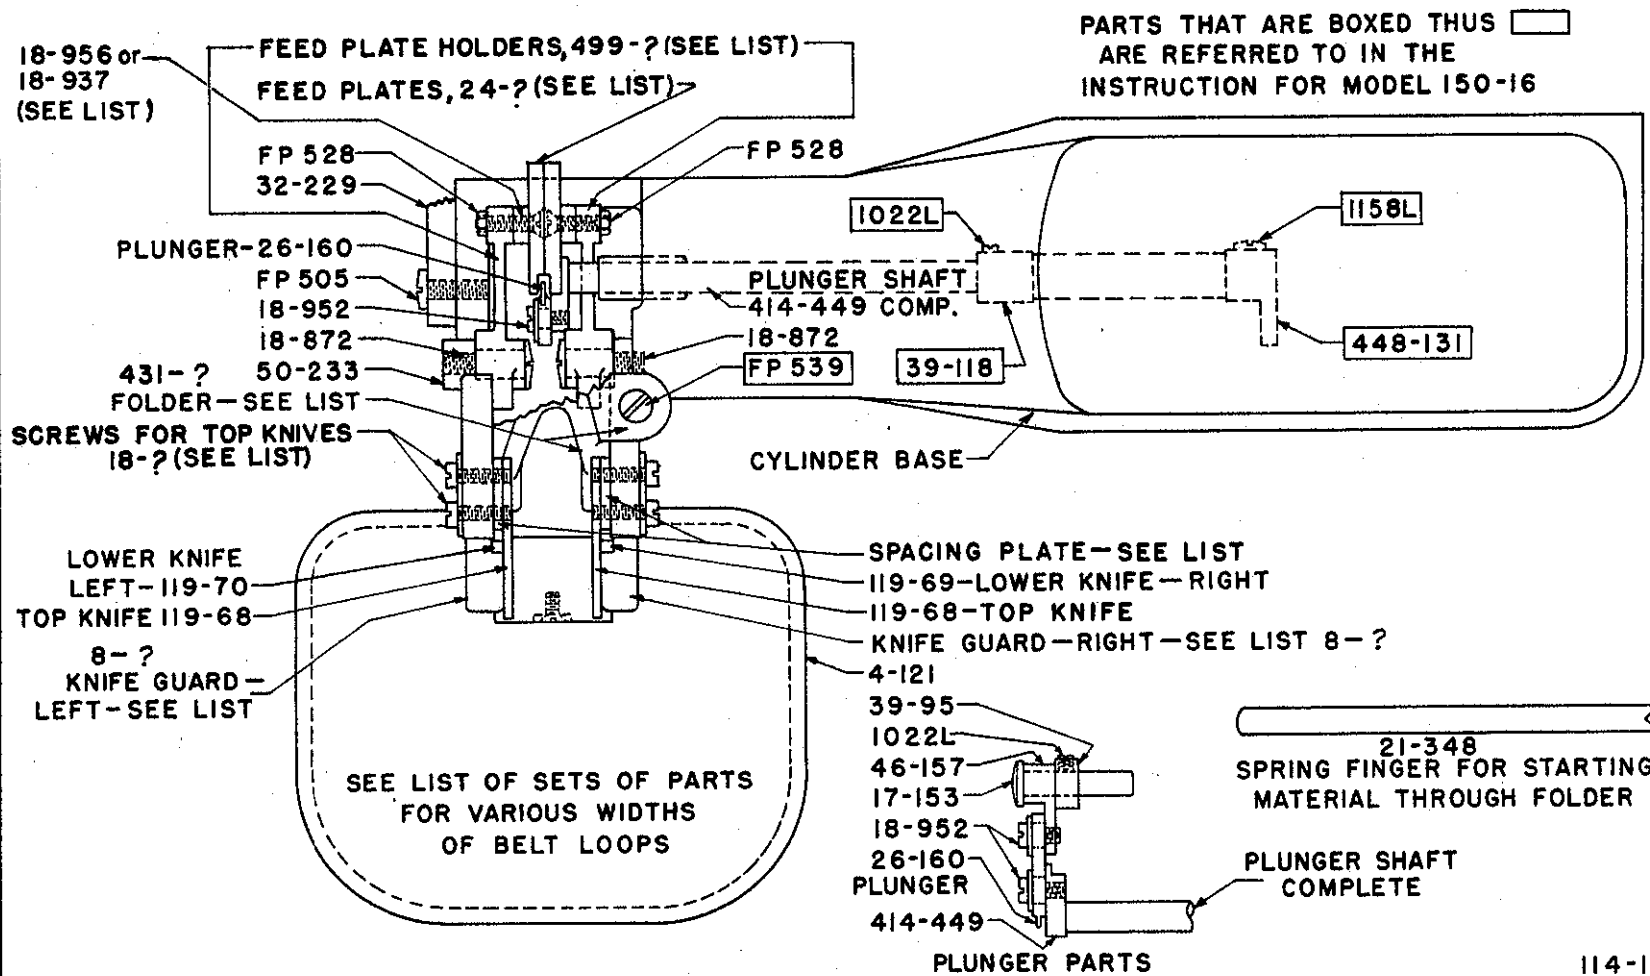 18-956 or
18-937
(SEE LIST)
FEED PLATE HOLDERS, 499-? (SEE LIST)
FEED PLATES, 24-? (SEE LIST)
PARTS THAT ARE BOXED THUS
ARE REFERRED TO IN THE
INSTRUCTION FOR MODEL 150-16
FP 528
32-229
PLUNGER-26-160
FP 505
18-952
18-872
431-? 50-233
FOLDER-SEE LIST
SCREWS FOR TOP KNIVES
18-? (SEE LIST)
FP 528
1022L
1158L
PLUNGER SHAFT
414-449 COMP.
18-872
FP 539
39-118
448-131
CYLINDER BASE
LOWER KNIFE
LEFT-119-70
TOP KNIFE 119-68
8-?
KNIFE GUARD-
LEFT-SEE LIST
SPACING PLATE-SEE LIST
119-69-LOWER KNIFE-RIGHT
119-68-TOP KNIFE
KNIFE GUARD-RIGHT-SEE LIST 8-?
4-121
SEE LIST OF SETS OF PARTS
FOR VARIOUS WIDTHS
OF BELT LOOPS
39-95
1022L
46-157
17-153
18-952
26-160
PLUNGER
414-449
PLUNGER PARTS
21-348
SPRING FINGER FOR STARTING
MATERIAL THROUGH FOLDER
PLUNGER SHAFT
COMPLETE
114-1